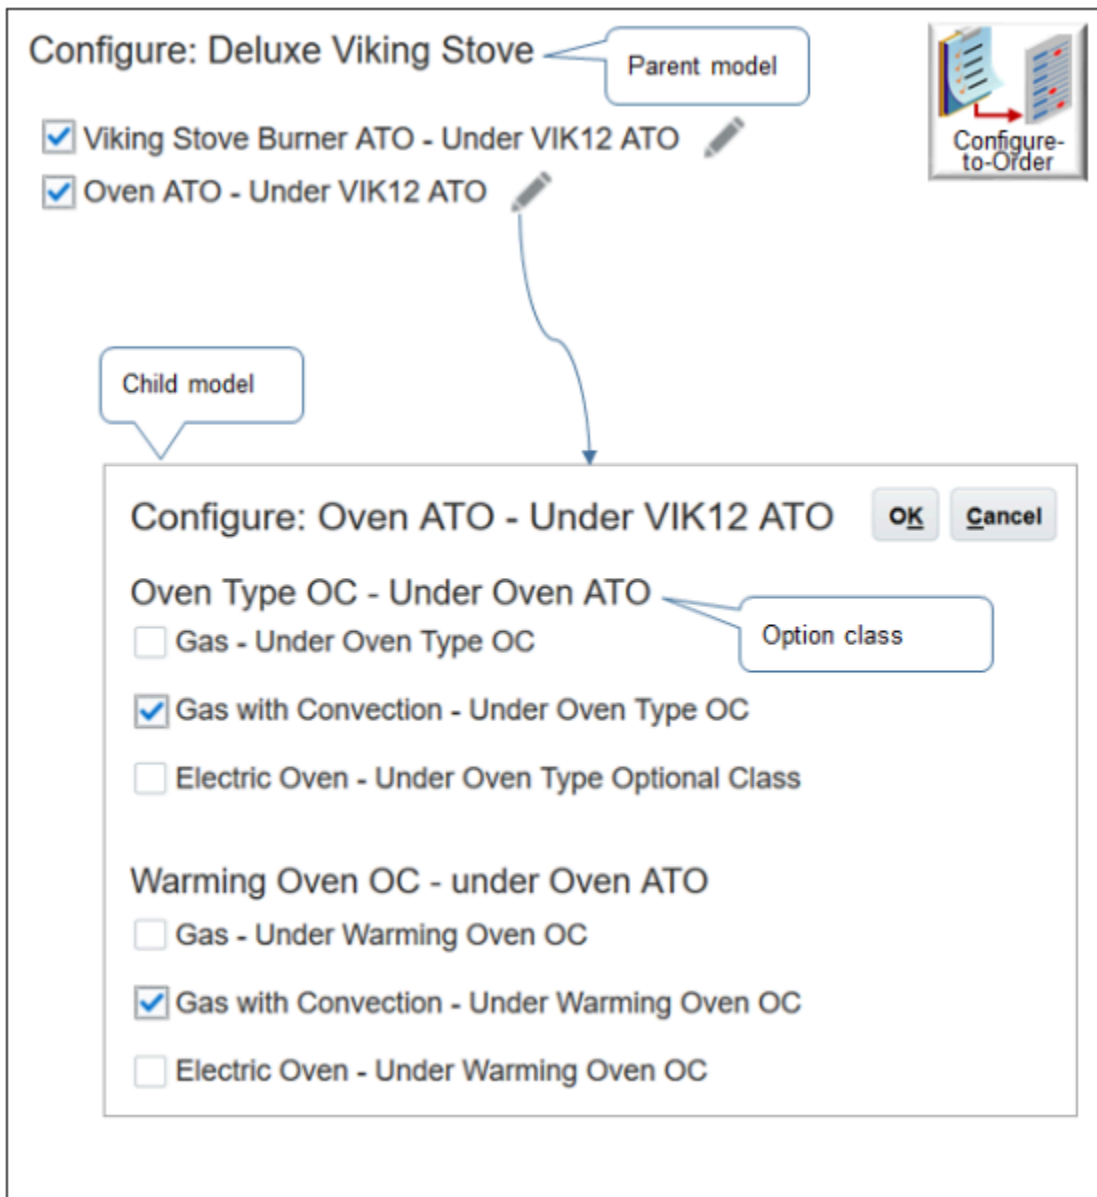 Configure: Deluxe Viking Stove
Parent model
Configure-
to-Order
Viking Stove Burner ATO - Under VIK12 ATO
Oven ATO - Under VIK12 ATO
Child model
Configure: Oven ATO - Under VIK12 ATO
OK
Cancel
Oven Type OC - Under Oven ATO
Option class
Gas - Under Oven Type OC
Gas with Convection - Under Oven Type OC
Electric Oven - Under Oven Type Optional Class
Warming Oven OC - under Oven ATO
Gas - Under Warming Oven OC
Gas with Convection - Under Warming Oven OC
Electric Oven - Under Warming Oven OC